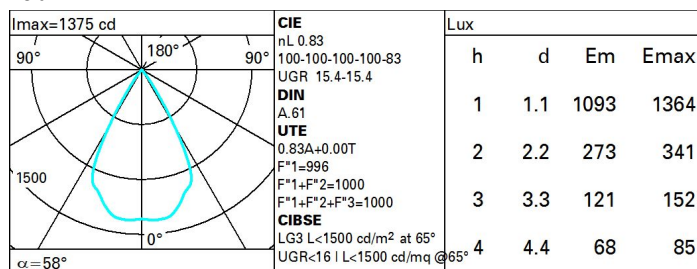 Imax=1375 cd
90° 180° 90°
1500
0°
α=58°
CIE
nL 0.83
100-100-100-100-83
UGR 15.4-15.4
DIN
A.61
UTE
0.83A+0.00T
F"1=996
F"1+F"2=1000
F"1+F"2+F"3=1000
CIBSE
LG3 L<1500 cd/m² at 65°
UGR<16 | L<1500 cd/mq @65°
Lux
h d Em Emax
1 1.1 1093 1364
2 2.2 273 341
3 3.3 121 152
4 4.4 68 85